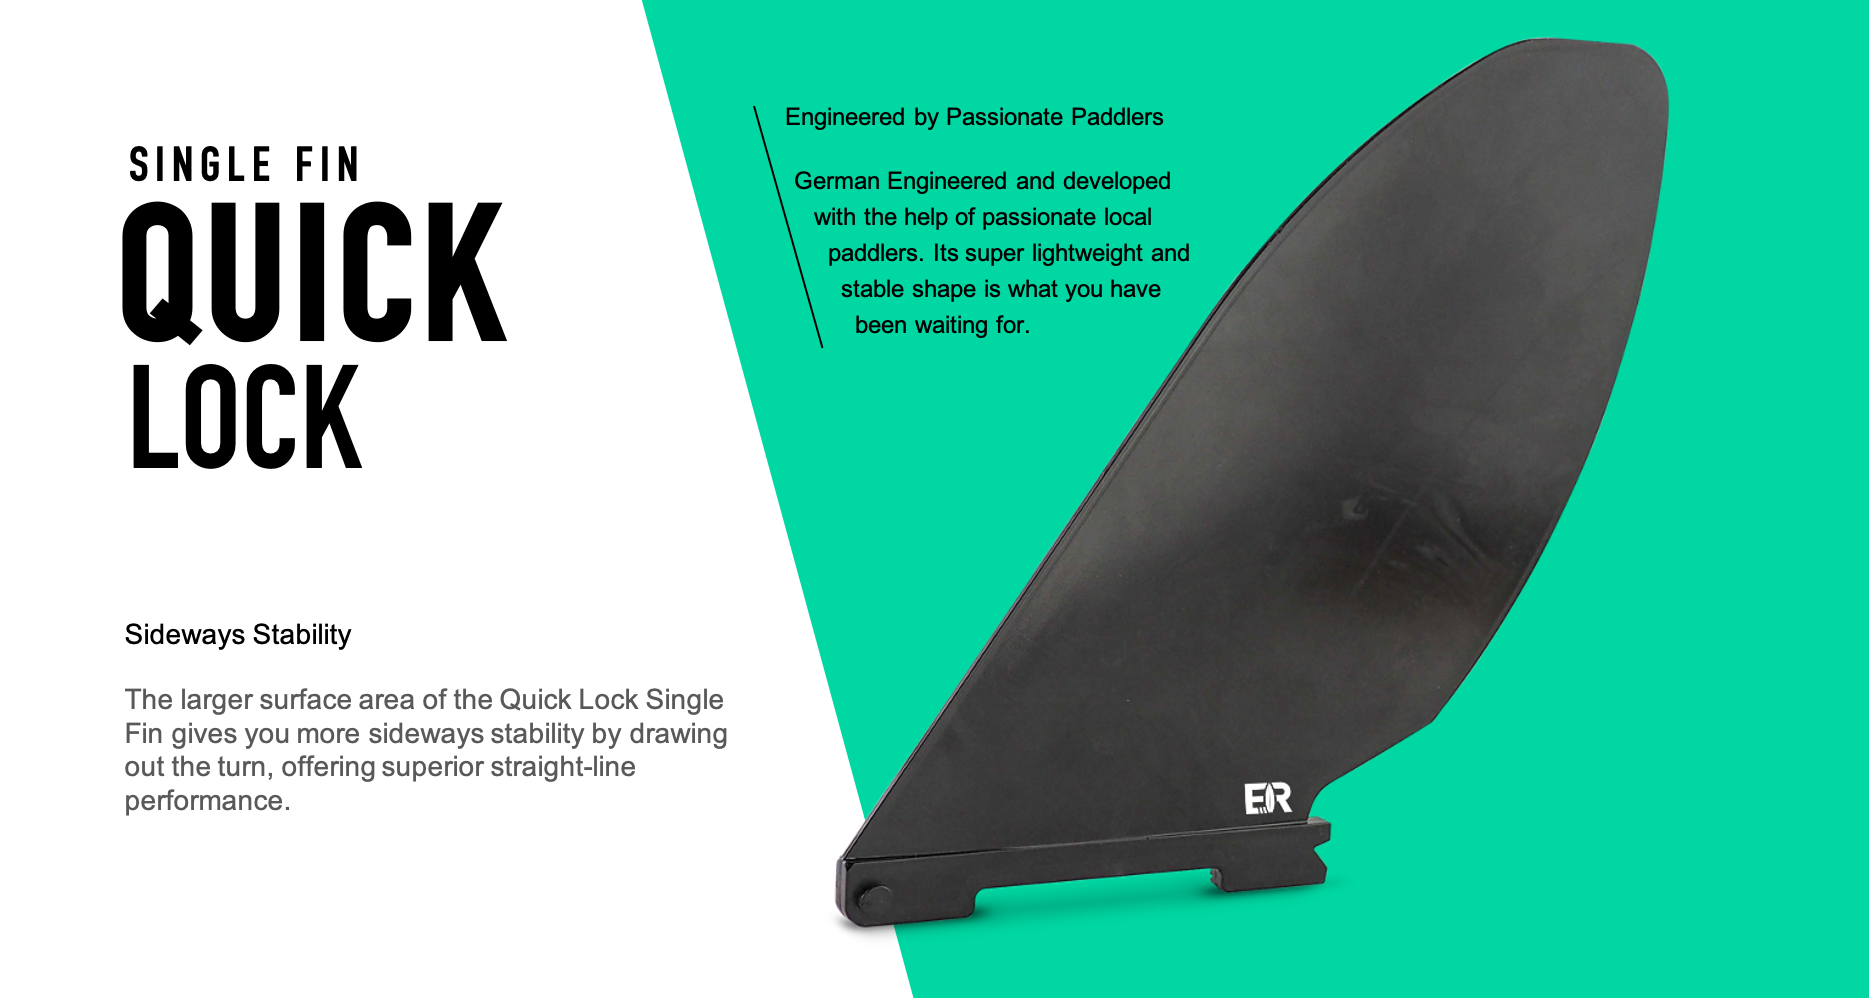 SINGLE FIN
QUICK
LOCK
Engineered by Passionate Paddlers
German Engineered and developed
with the help of passionate local
paddlers. Its super lightweight and
stable shape is what you have
been waiting for.
Sideways Stability
The larger surface area of the Quick Lock Single
Fin gives you more sideways stability by drawing
out the turn, offering superior straight-line
performance.